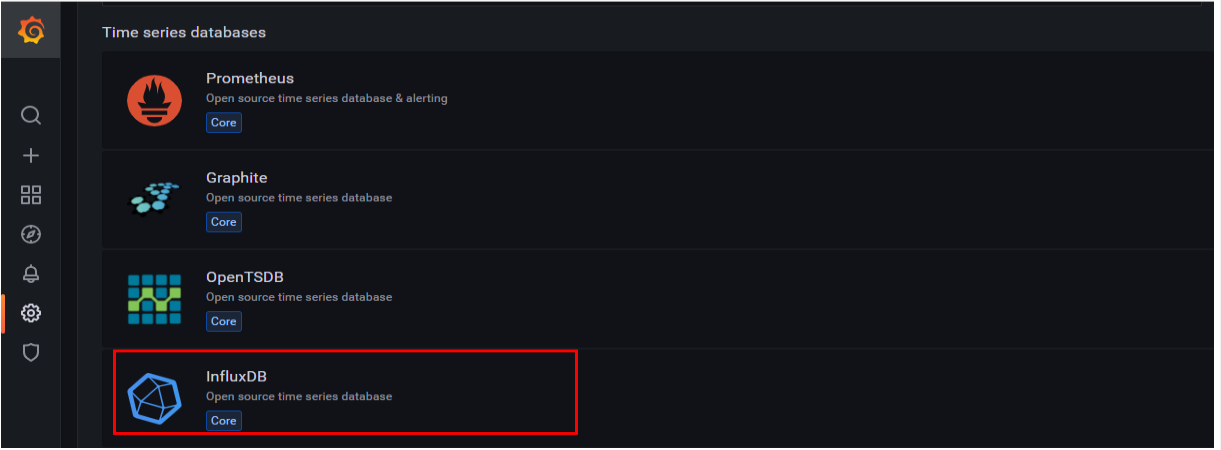 Time series databases
Prometheus
Open source time series database & alerting
Core
Graphite
Open source time series database
Core
OpenTSDB
Open source time series database
Core
InfluxDB
Open source time series database
Core